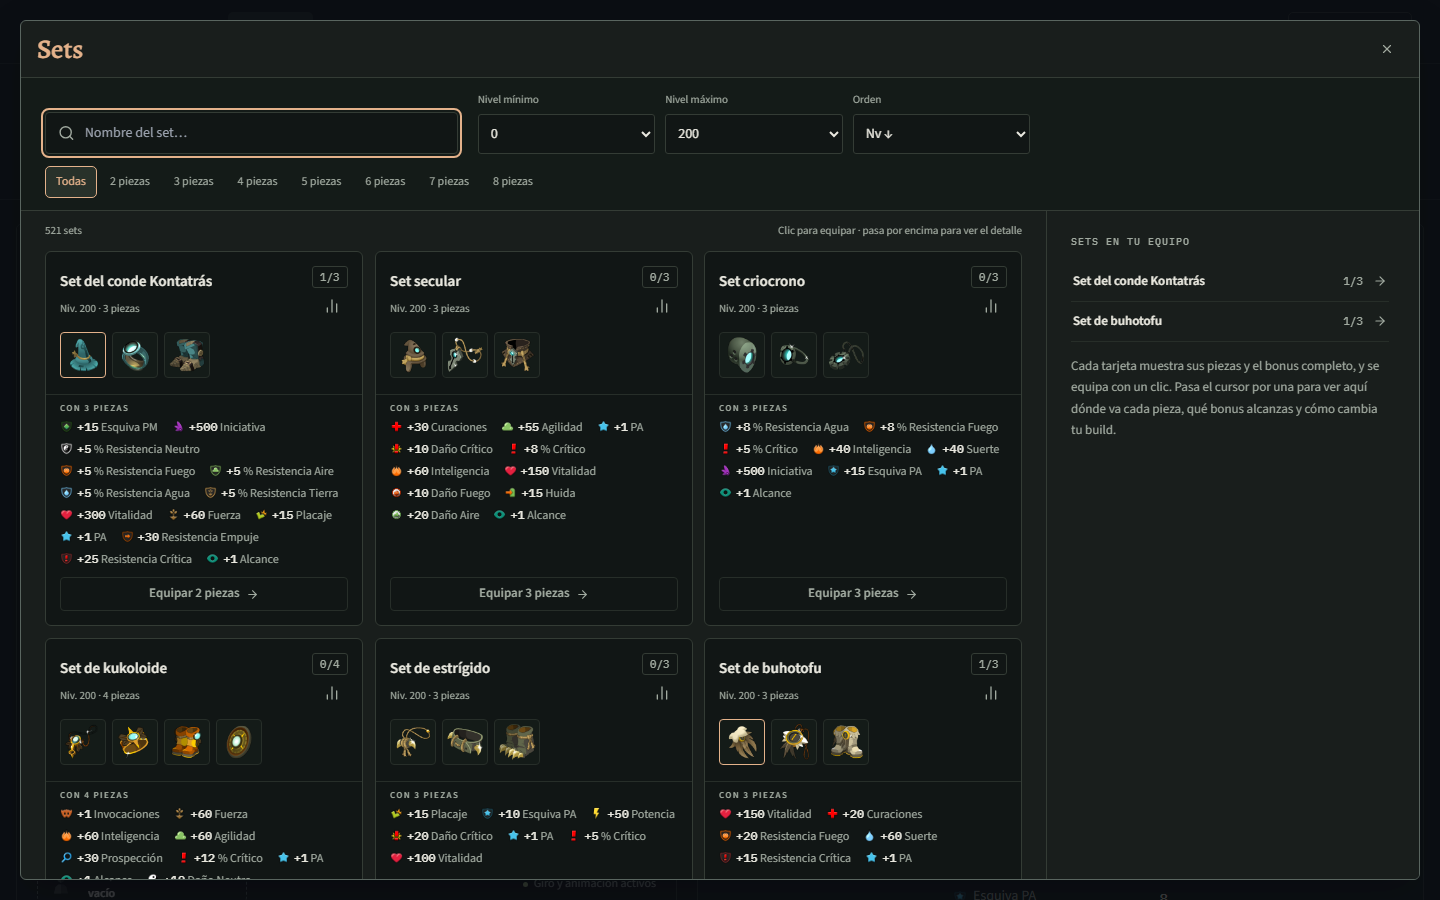 Sets
Nivel mínimo
Nivel máximo
Orden
Nombre del set...
0
200
Nv ↓
Todas
2 piezas
3 piezas
4 piezas
5 piezas
6 piezas
7 piezas
8 piezas
521 sets
Clic para equipar · pasa por encima para ver el detalle
Set del conde Kontatrás
1/3
Niv. 200 · 3 piezas
CON 3 PIEZAS
+15 Esquiva PM +500 Iniciativa
+5 % Resistencia Neutro
+5 % Resistencia Fuego +5 % Resistencia Aire
+5 % Resistencia Agua +5 % Resistencia Tierra
+300 Vitalidad +60 Fuerza +15 Placaje
+1 PA +30 Resistencia Empuje
+25 Resistencia Crítica +1 Alcance
Equipar 2 piezas →
Set secular
0/3
Niv. 200 · 3 piezas
CON 3 PIEZAS
+30 Curaciones +55 Agilidad +1 PA
+10 Daño Crítico +8 % Crítico
+60 Inteligencia +150 Vitalidad
+10 Daño Fuego +15 Huida
+20 Daño Aire +1 Alcance
Equipar 3 piezas →
Set criocrono
0/3
Niv. 200 · 3 piezas
CON 3 PIEZAS
+8 % Resistencia Agua +8 % Resistencia Fuego
+5 % Crítico +40 Inteligencia +40 Suerte
+500 Iniciativa +15 Esquiva PA +1 PA
+1 Alcance
Equipar 3 piezas →
Set de kukoloide
0/4
Niv. 200 · 4 piezas
CON 4 PIEZAS
+1 Invocaciones +60 Fuerza
+60 Inteligencia +60 Agilidad
+30 Prospección +12 % Crítico +1 PA
+1 Alcance +10 Daño Neutro
Set de estrígido
0/3
Niv. 200 · 3 piezas
CON 3 PIEZAS
+15 Placaje +10 Esquiva PA +50 Potencia
+20 Daño Crítico +1 PA +5 % Crítico
+100 Vitalidad
Set de buhotofu
1/3
Niv. 200 · 3 piezas
CON 3 PIEZAS
+150 Vitalidad +20 Curaciones
+20 Resistencia Fuego +60 Suerte
+15 Resistencia Crítica +1 PA
SETS EN TU EQUIPO
Set del conde Kontatrás 1/3 →
Set de buhotofu 1/3 →
Cada tarjeta muestra sus piezas y el bonus completo, y se
equipa con un clic. Pasa el cursor por una para ver aquí
dónde va cada pieza, qué bonus alcanzas y cómo cambia
tu build.
vacío
Giro y animación activos
Esquiva PA
8